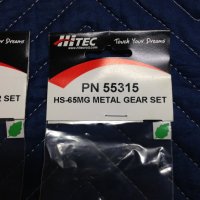 HiTEC
Touch Your Dreams
PN 55315
HS-65MG METAL GEAR SET
R SET